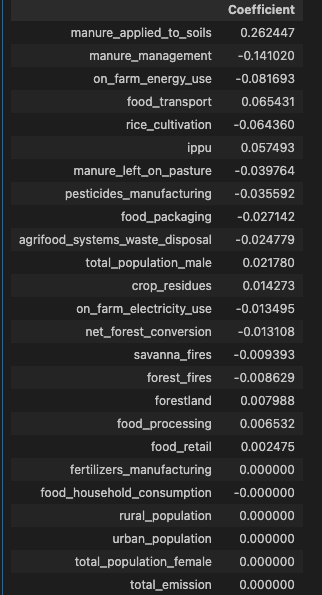 Coefficient
manure_applied_to_soils 0.262447
manure_management -0.141020
on_farm_energy_use -0.081693
food_transport 0.065431
rice_cultivation -0.064360
ippu 0.057493
manure_left_on_pasture -0.039764
pesticides_manufacturing -0.035592
food_packaging -0.027142
agrifood_systems_waste_disposal -0.024779
total_population_male 0.021780
crop_residues 0.014273
on_farm_electricity_use -0.013495
net_forest_conversion -0.013108
savanna_fires -0.009393
forest_fires -0.008629
forestland 0.007988
food_processing 0.006532
food_retail 0.002475
fertilizers_manufacturing 0.000000
food_household_consumption -0.000000
rural_population 0.000000
urban_population 0.000000
total_population_female 0.000000
total_emission 0.000000